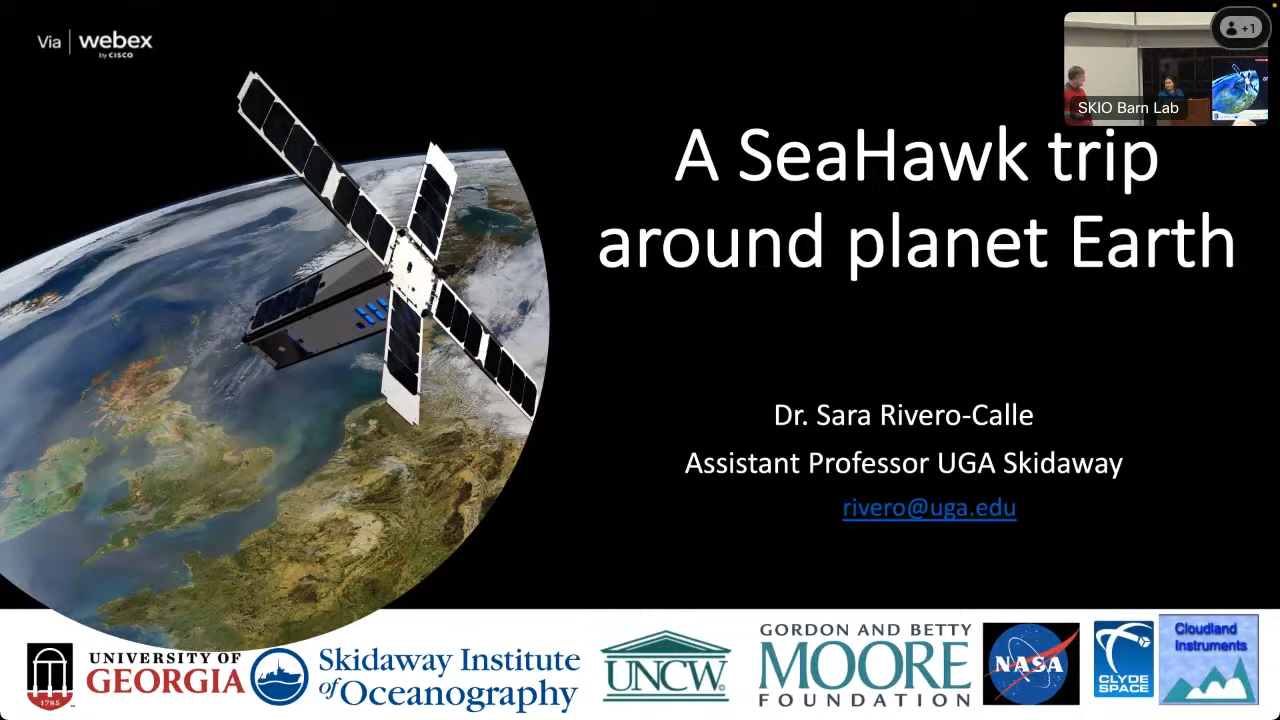 Via | webex
by CISCO
+1
SKIO Barn Lab
A SeaHawk trip
around planet Earth
Dr. Sara Rivero-Calle
Assistant Professor UGA Skidaway
rivero@uga.edu
1785
UNIVERSITY OF
GEORGIA
Skidaway Institute
of Oceanography
UNCW
GORDON AND BETTY
MOORE
FOUNDATION
NASA
CLYDE
SPACE
Cloudland
Instruments